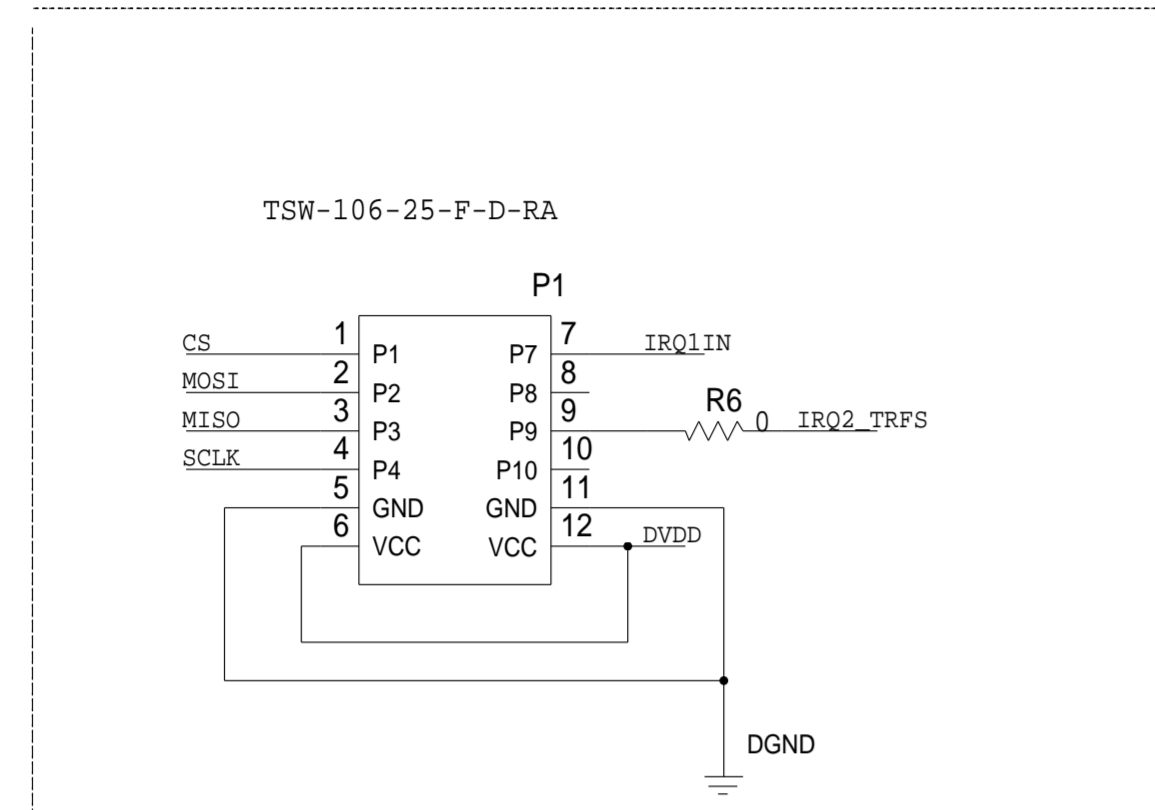 TSW-106-25-F-D-RA
P1
CS 1 P1 P7 7 IRQ1IN
MOSI 2 P2 P8 8
MISO 3 P3 P9 9 R6 0 IRQ2_TRFS
SCLK 4 P4 P10 10
5 GND GND 11
6 VCC VCC 12 DVDD
DGND